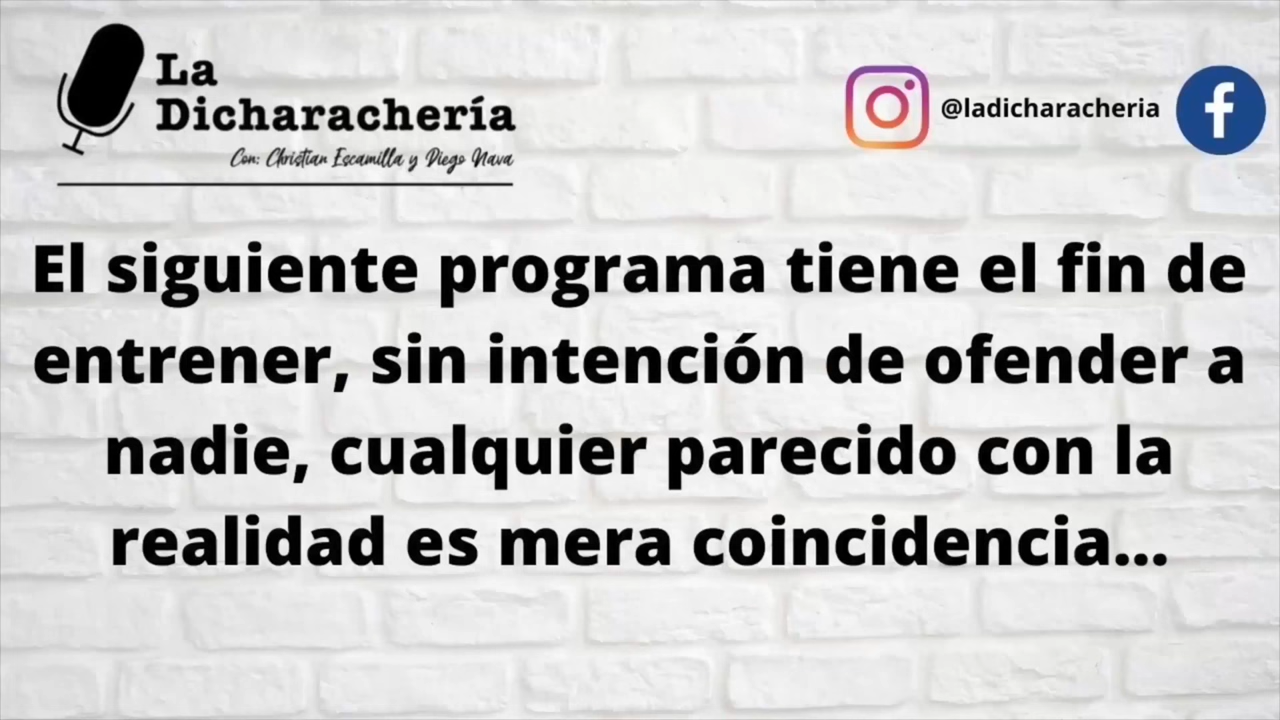 La
Dicharachería
Con: Christian Escamilla y Diego Nava
@ladicharacheria
El siguiente programa tiene el fin de
entrener, sin intención de ofender a
nadie, cualquier parecido con la
realidad es mera coincidencia...